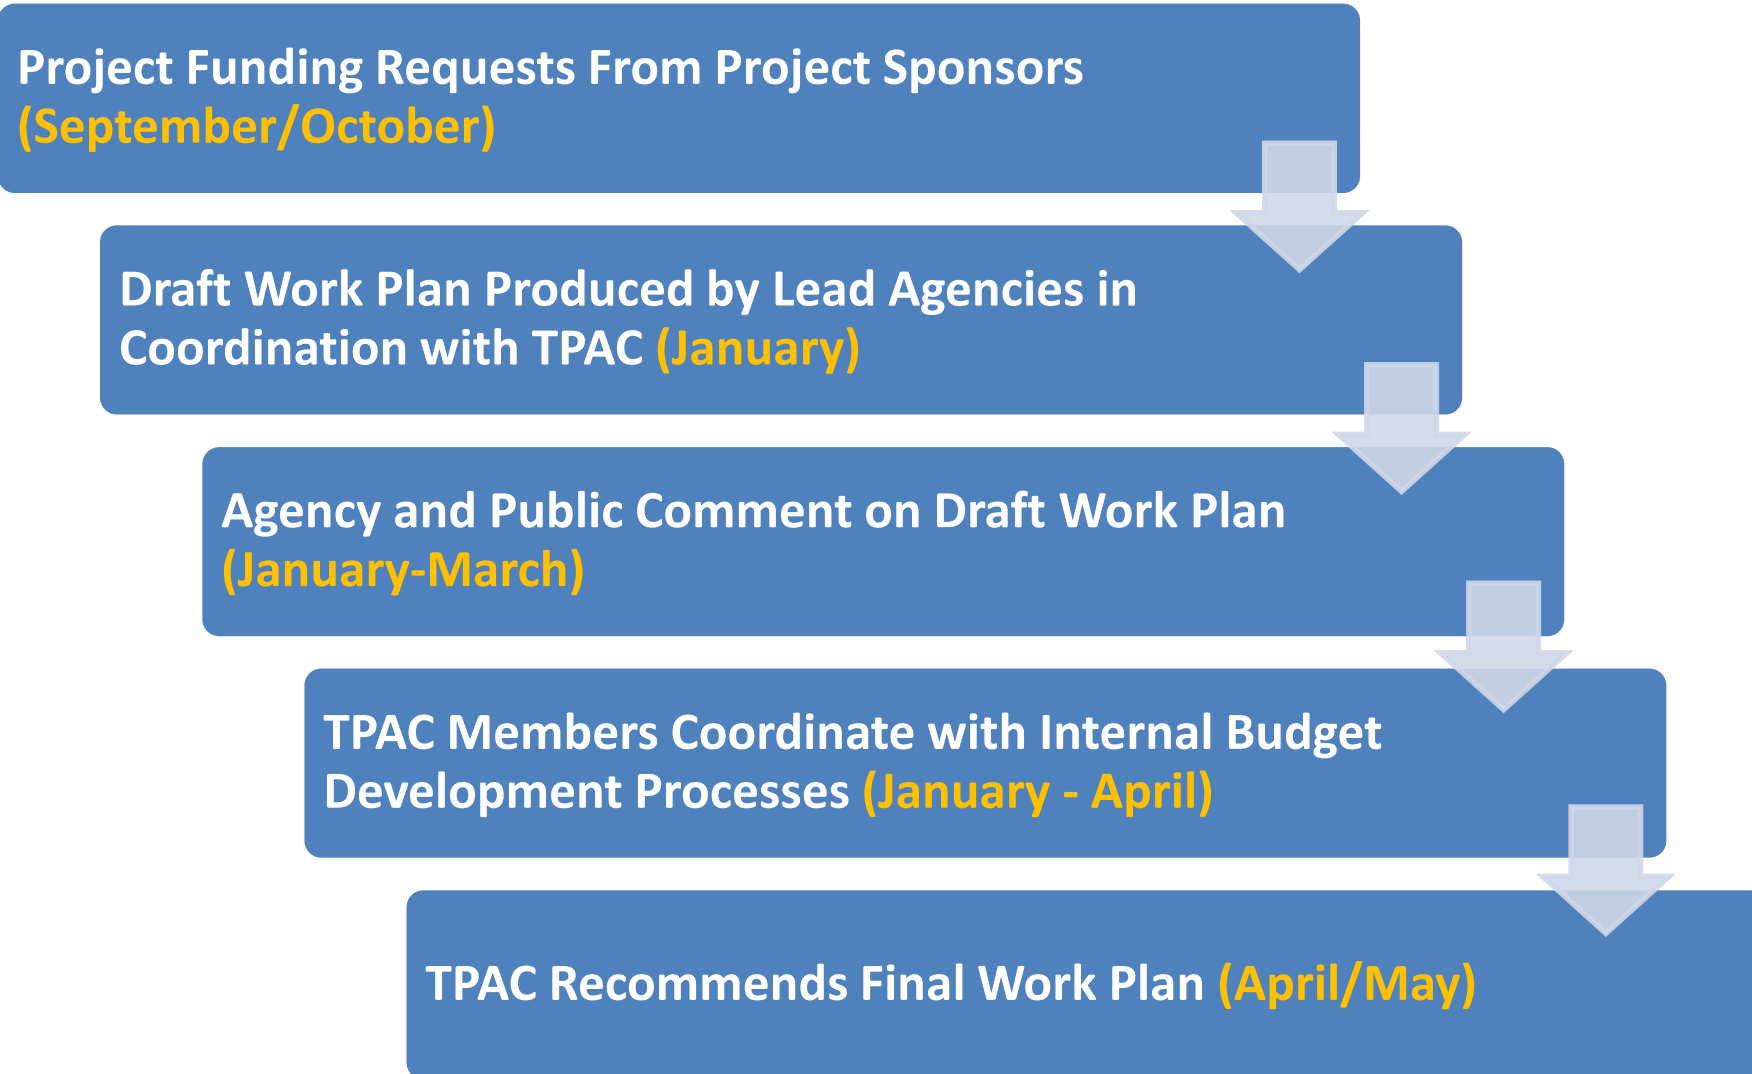 Project Funding Requests From Project Sponsors
(September/October)
Draft Work Plan Produced by Lead Agencies in
Coordination with TPAC (January)
Agency and Public Comment on Draft Work Plan
(January-March)
TPAC Members Coordinate with Internal Budget
Development Processes (January - April)
TPAC Recommends Final Work Plan (April/May)